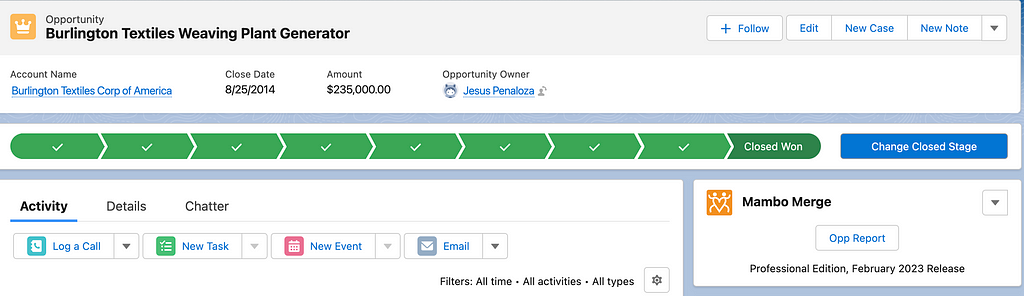 Opportunity
Burlington Textiles Weaving Plant Generator
+ Follow Edit New Case New Note
Account Name Close Date Amount Opportunity Owner
Burlington Textiles Corp of America 8/25/2014 $235,000.00 Jesus Penaloza
Closed Won Change Closed Stage
Activity Details Chatter
Mambo Merge
Log a Call New Task New Event Email
Opp Report
Filters: All time • All activities • All types
Professional Edition, February 2023 Release